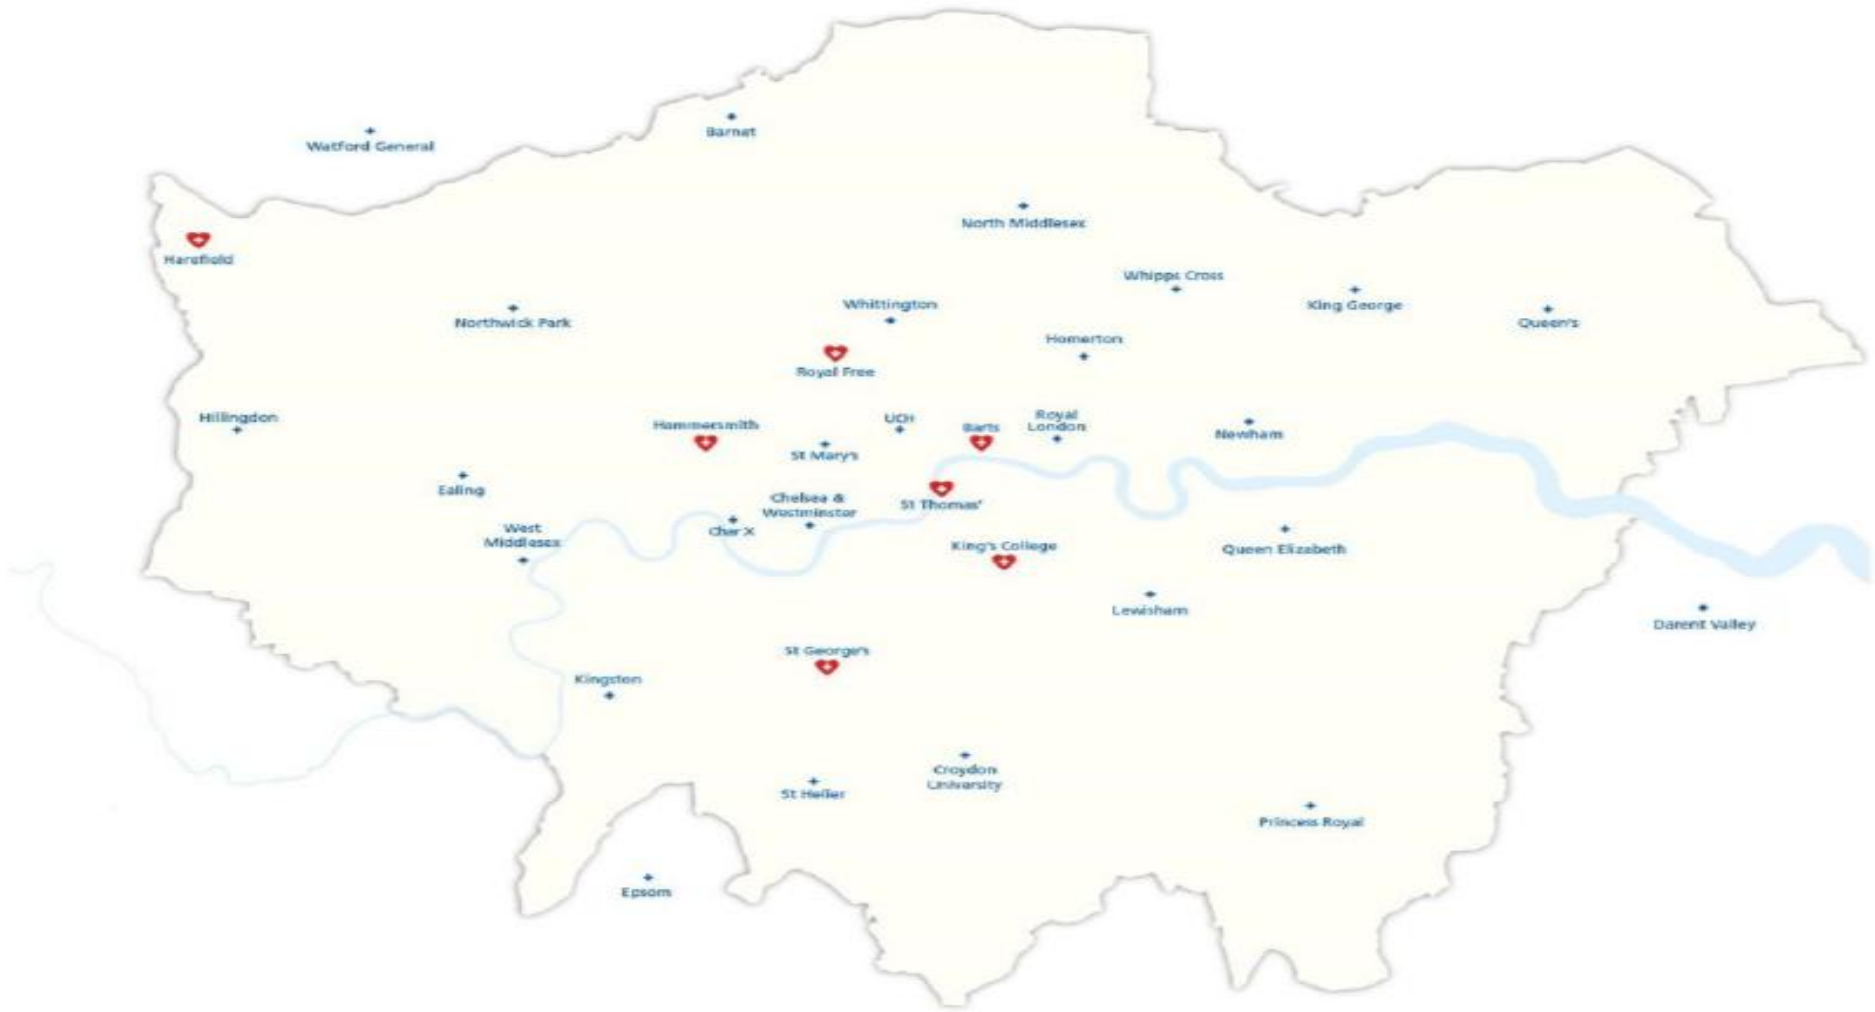 Barnet
Watford General
North Middlesex
Harefield
Whipps Cross
Whittington
King George
Northwick Park
Queen's
Homerton
Royal Free
Hillingdon
Hammersmith
UCH
Barts
Royal
London
Newham
St Mary's
Ealing
Chelsea &
Westminster
St Thomas'
West
Middlesex
Char X
King's College
Queen Elizabeth
Lewisham
Darent Valley
St George's
Kingston
Croydon
University
St Helier
Princess Royal
Epsom